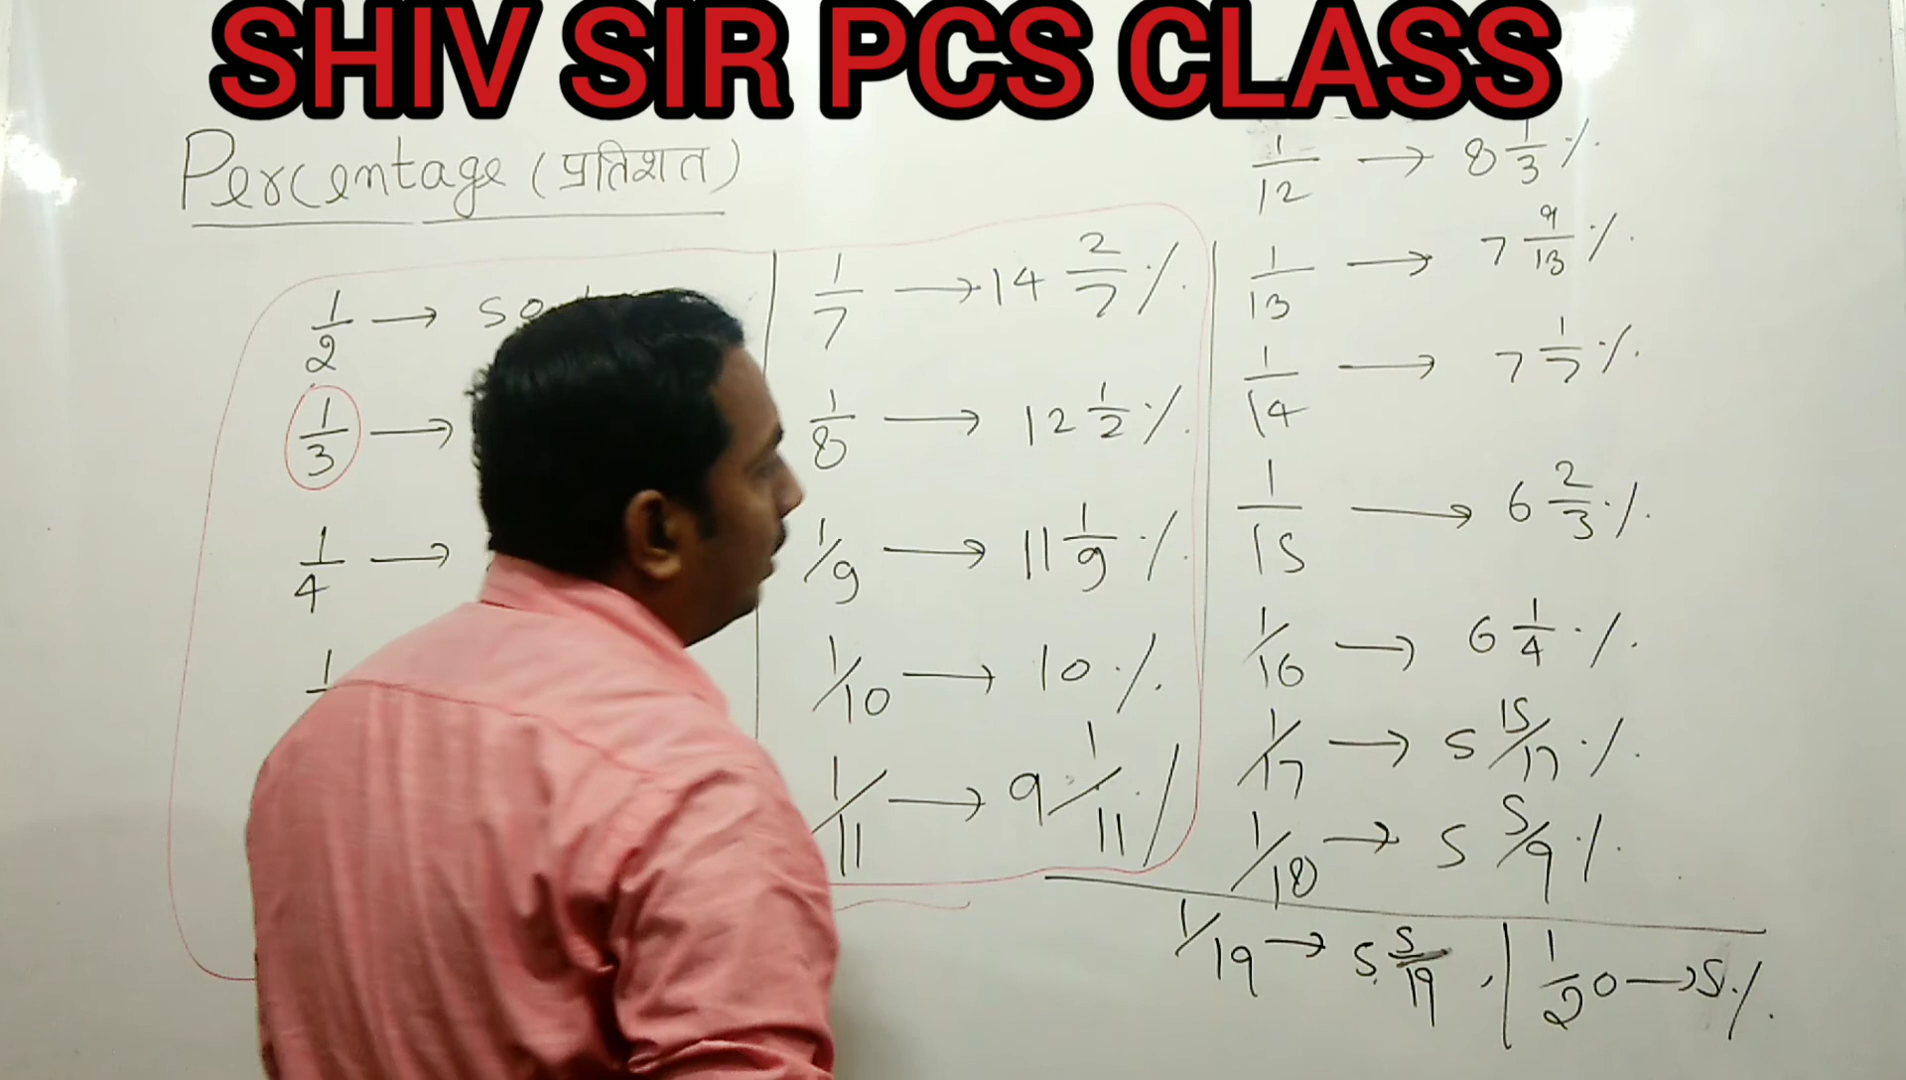 SHIV SIR PCS CLASS
Percentage (प्रतिशत)
1/2 → 50
1/3 →
1/4 →
1
1/7 → 14 2/7 %
1/8 → 12 1/2 %
1/9 → 11 1/9 %
1/10 → 10 %
1/11 → 9 1/11 %
1/12 → 8 1/3 %
1/13 → 7 9/13 %
1/14 → 7 1/7 %
1/15 → 6 2/3 %
1/16 → 6 1/4 %
1/17 → 5 15/17 %
1/18 → 5 5/9 %
1/19 → 5 5/19 | 1/20 → 5 %